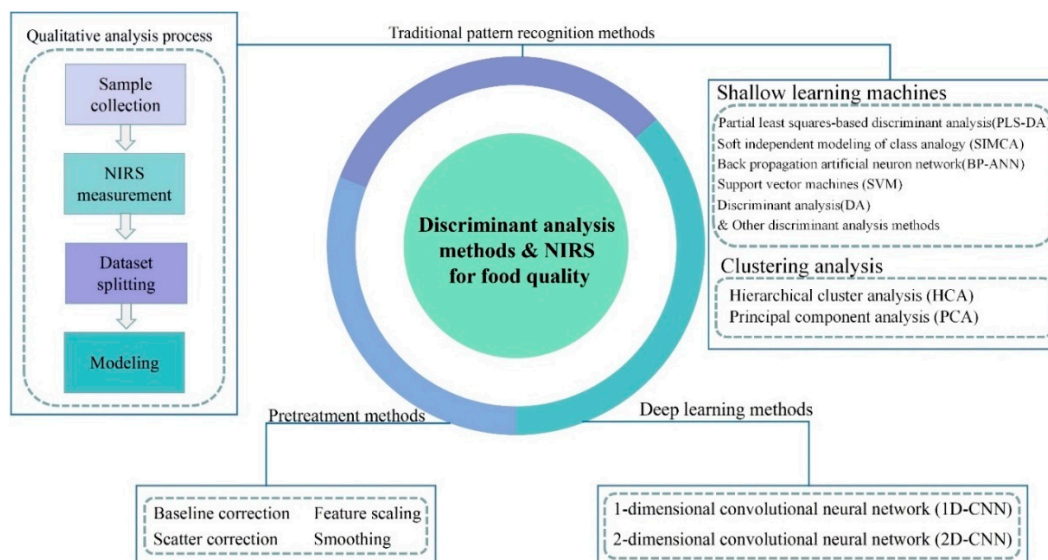 Qualitative analysis process
Sample
collection
NIRS
measurement
Dataset
splitting
Modeling
Traditional pattern recognition methods
Shallow learning machines
Partial least squares-based discriminant analysis(PLS-DA)
Soft independent modeling of class analogy (SIMCA)
Back propagation artificial neuron network(BP-ANN)
Support vector machines (SVM)
Discriminant analysis(DA)
& Other discriminant analysis methods
Clustering analysis
Hierarchical cluster analysis (HCA)
Principal component analysis (PCA)
Discriminant analysis
methods & NIRS
for food quality
Pretreatment methods
Baseline correction Feature scaling
Scatter correction Smoothing
Deep learning methods
1-dimensional convolutional neural network (1D-CNN)
2-dimensional convolutional neural network (2D-CNN)